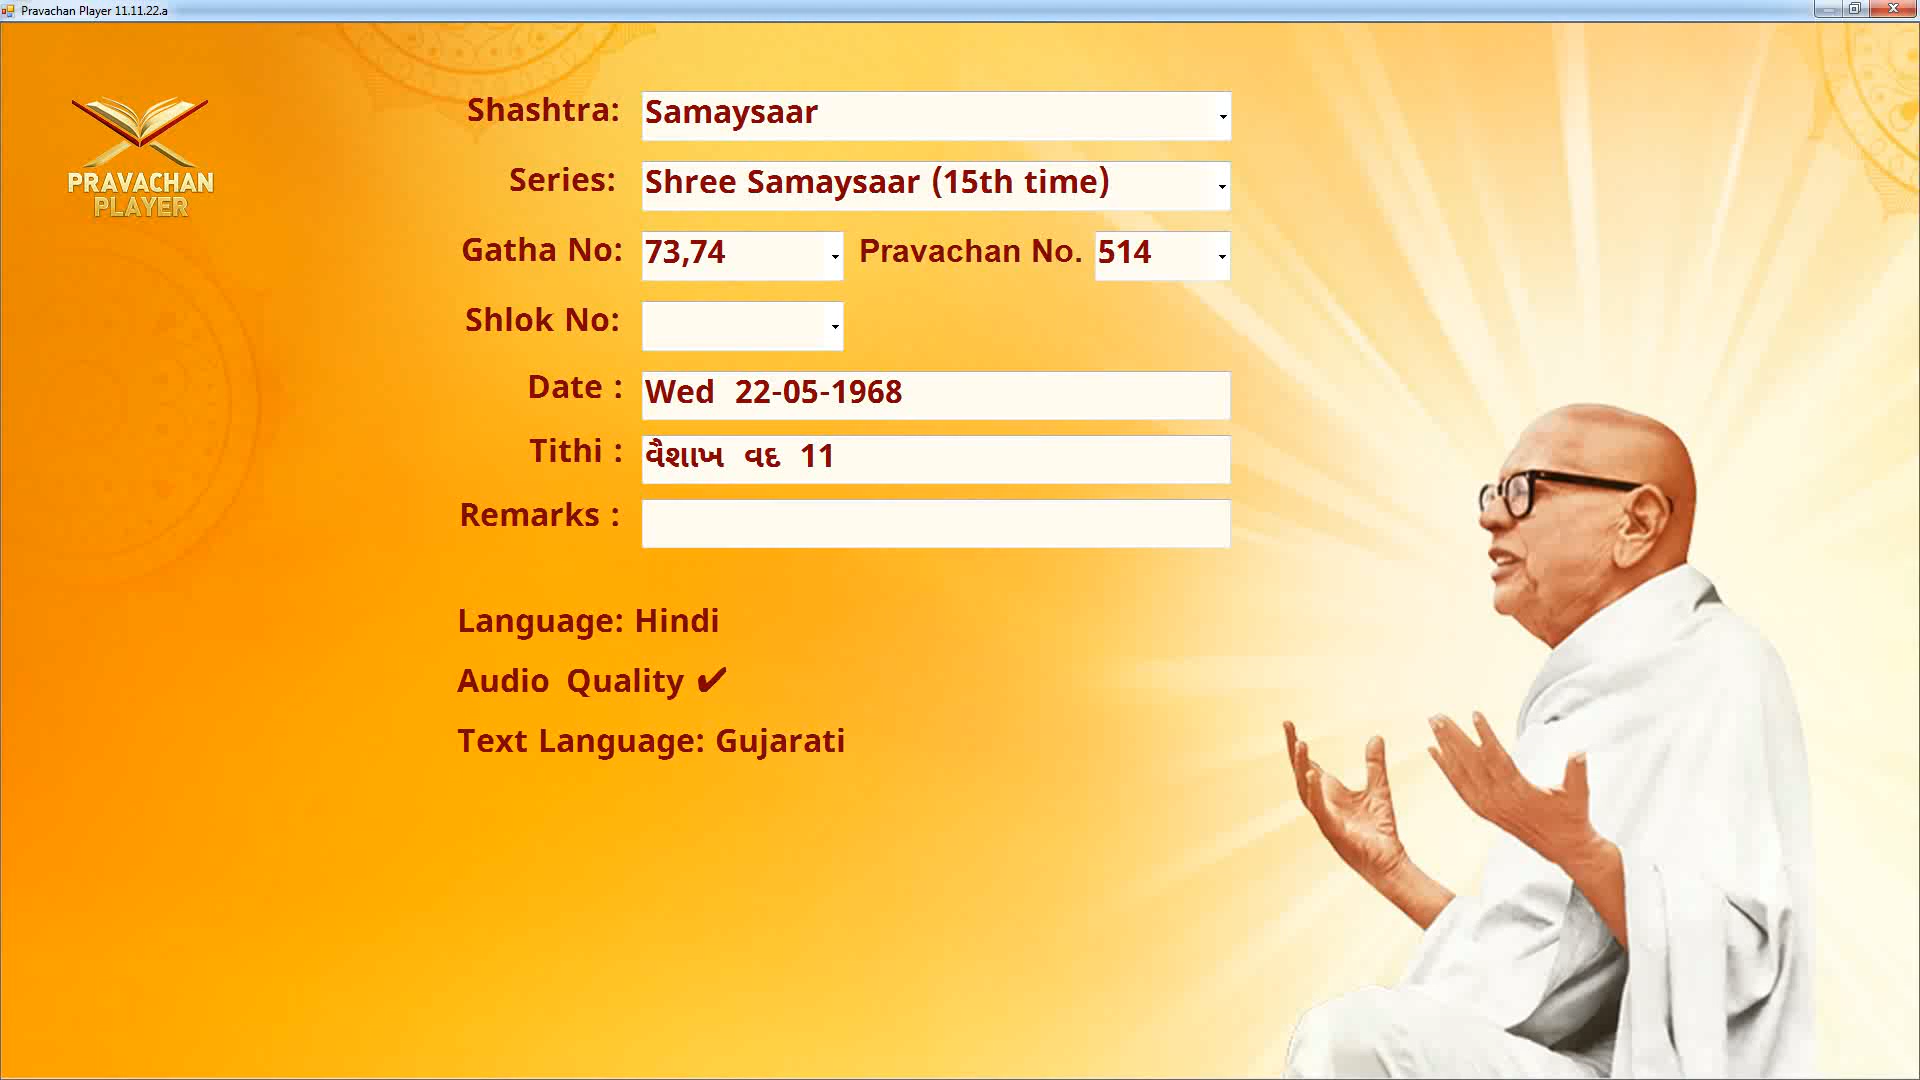 Pravachan Player 11.11.22.a
PRAVACHAN
PLAYER
Shashtra: Samaysaar
Series: Shree Samaysaar (15th time)
Gatha No: 73,74 Pravachan No. 514
Shlok No:
Date : Wed 22-05-1968
Tithi : વૈશાખ વદ 11
Remarks :
Language: Hindi
Audio Quality ✔
Text Language: Gujarati